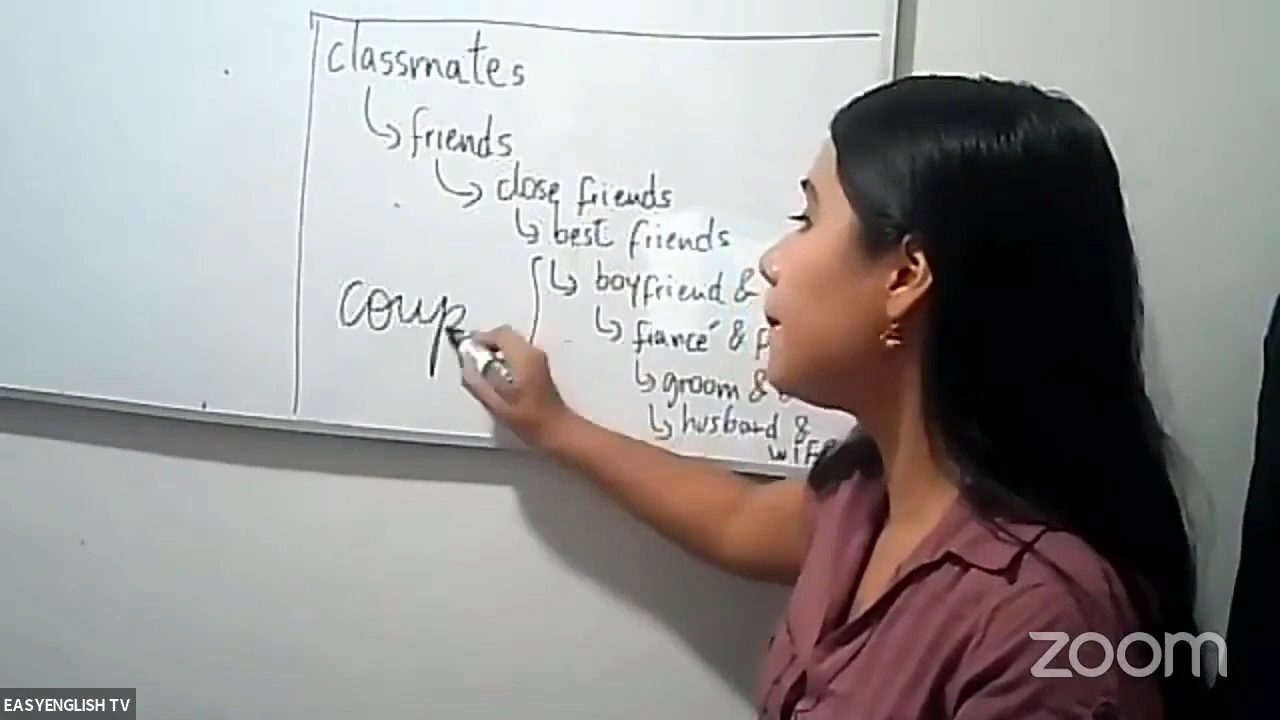 classmates
↳ friends
↳ close friends
↳ best friends
↳ boyfriend &
coup
↳ fiancé & f
↳ groom &
↳ husband &
wife
zoom
EASYENGLISH TV